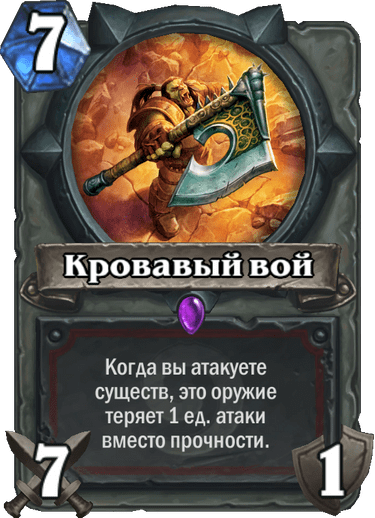 7
Кровавый вой
Когда вы атакуете
существ, это оружие
теряет 1 ед. атаки
вместо прочности.
7
1